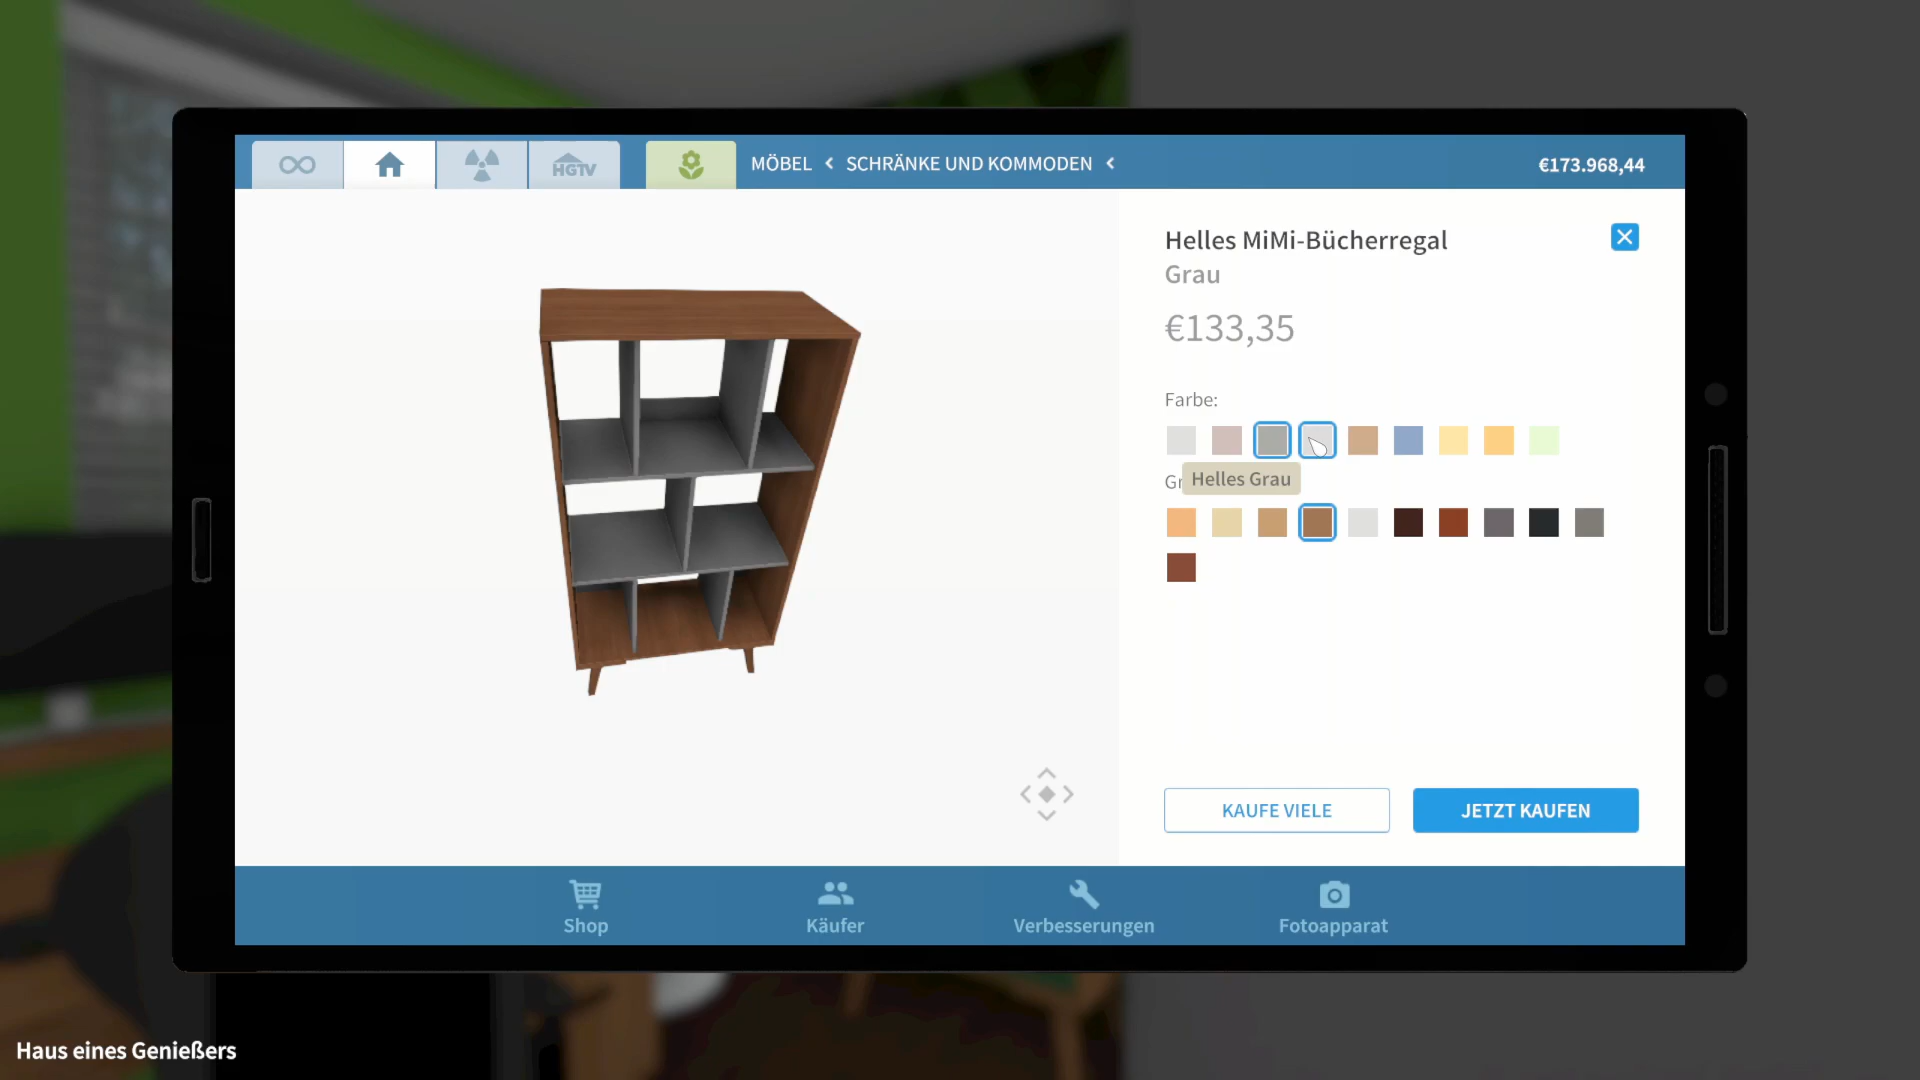 HGTV
MÖBEL < SCHRÄNKE UND KOMMODEN <
€173.968,44
Helles MiMi-Bücherregal
Grau
€133,35
Farbe:
Helles Grau
KAUFE VIELE
JETZT KAUFEN
Shop
Käufer
Verbesserungen
Fotoapparat
Haus eines Genießers